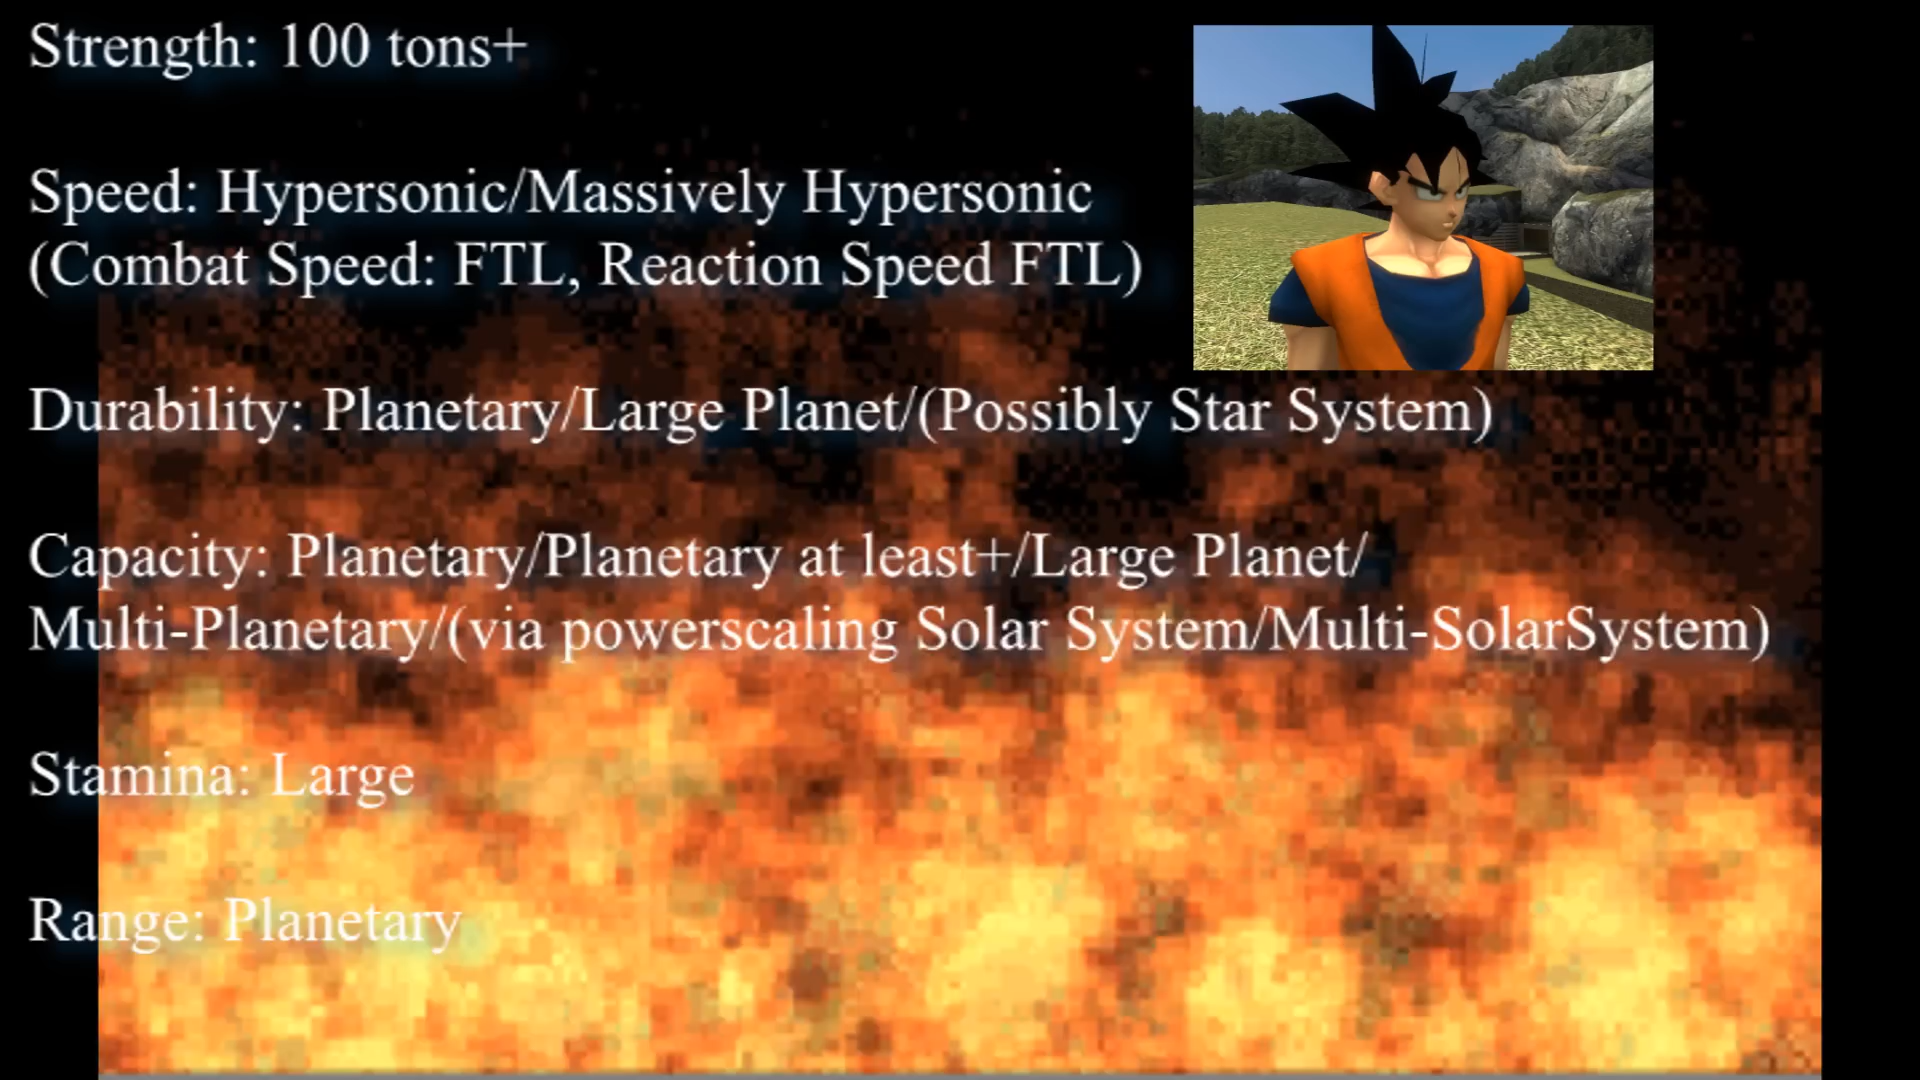 Strength: 100 tons+
Speed: Hypersonic/Massively Hypersonic
(Combat Speed: FTL, Reaction Speed FTL)
Durability: Planetary/Large Planet/(Possibly Star System)
Capacity: Planetary/Planetary at least+/Large Planet/
Multi-Planetary/(via powerscaling Solar System/Multi-SolarSystem)
Stamina: Large
Range: Planetary